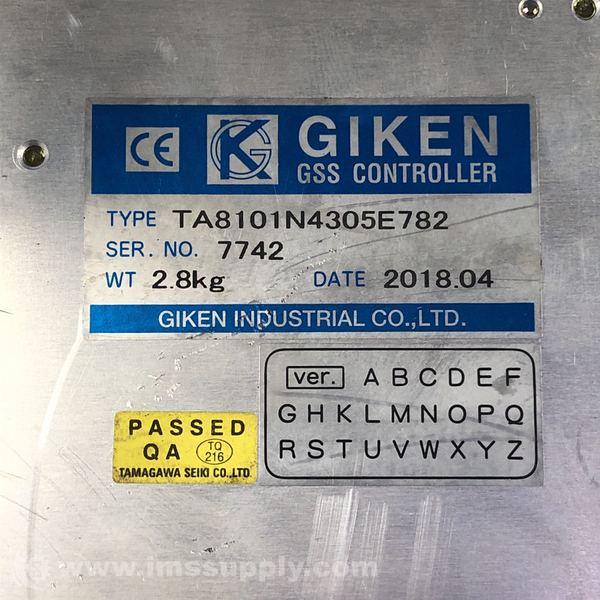 CE GIKEN
GSS CONTROLLER
TYPE TA8101N4305E782
SER. NO. 7742
WT 2.8kg DATE 2018.04
GIKEN INDUSTRIAL CO.,LTD.
ver. A B C D E F
G H K L M N O P Q
R S T U V W X Y Z
PASSED
QA TQ 216
TAMAGAWA SEIKI CO.,LTD
www.imssupply.com